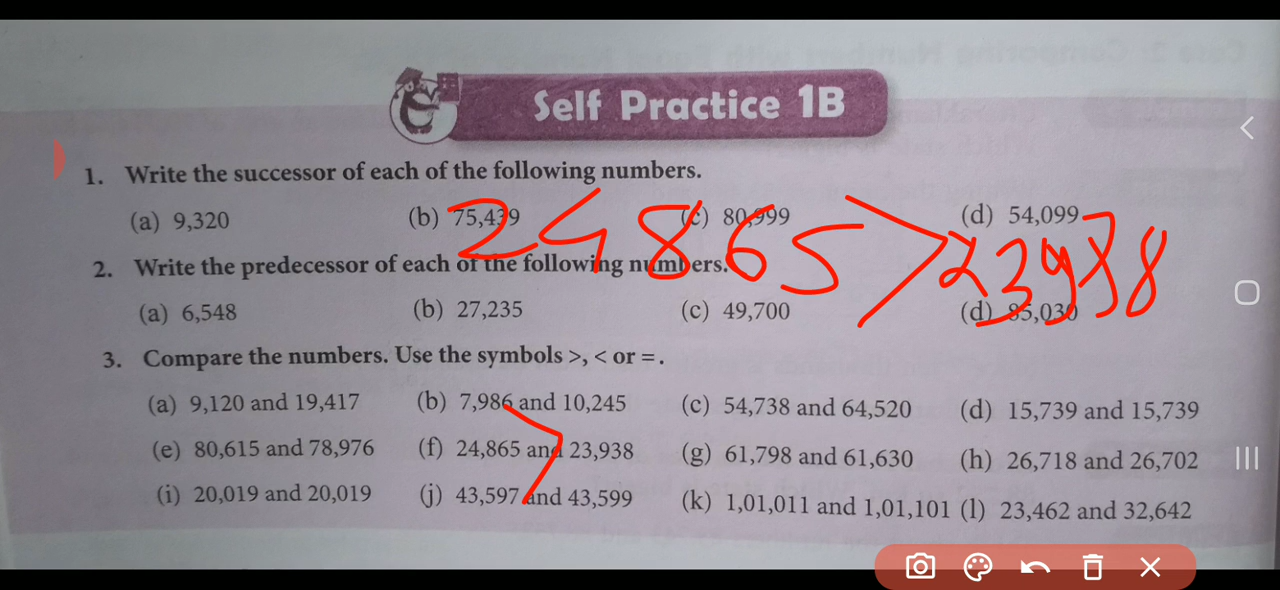 Self Practice 1B
1. Write the successor of each of the following numbers.
(a) 9,320 (b) 75,439 (c) 80,999 (d) 54,099
24865>23938
2. Write the predecessor of each of the following numbers.
(a) 6,548 (b) 27,235 (c) 49,700 (d) 85,030
3. Compare the numbers. Use the symbols >, < or =.
(a) 9,120 and 19,417 (b) 7,986 and 10,245 (c) 54,738 and 64,520 (d) 15,739 and 15,739
>
(e) 80,615 and 78,976 (f) 24,865 and 23,938 (g) 61,798 and 61,630 (h) 26,718 and 26,702
(i) 20,019 and 20,019 (j) 43,597 and 43,599 (k) 1,01,011 and 1,01,101 (l) 23,462 and 32,642